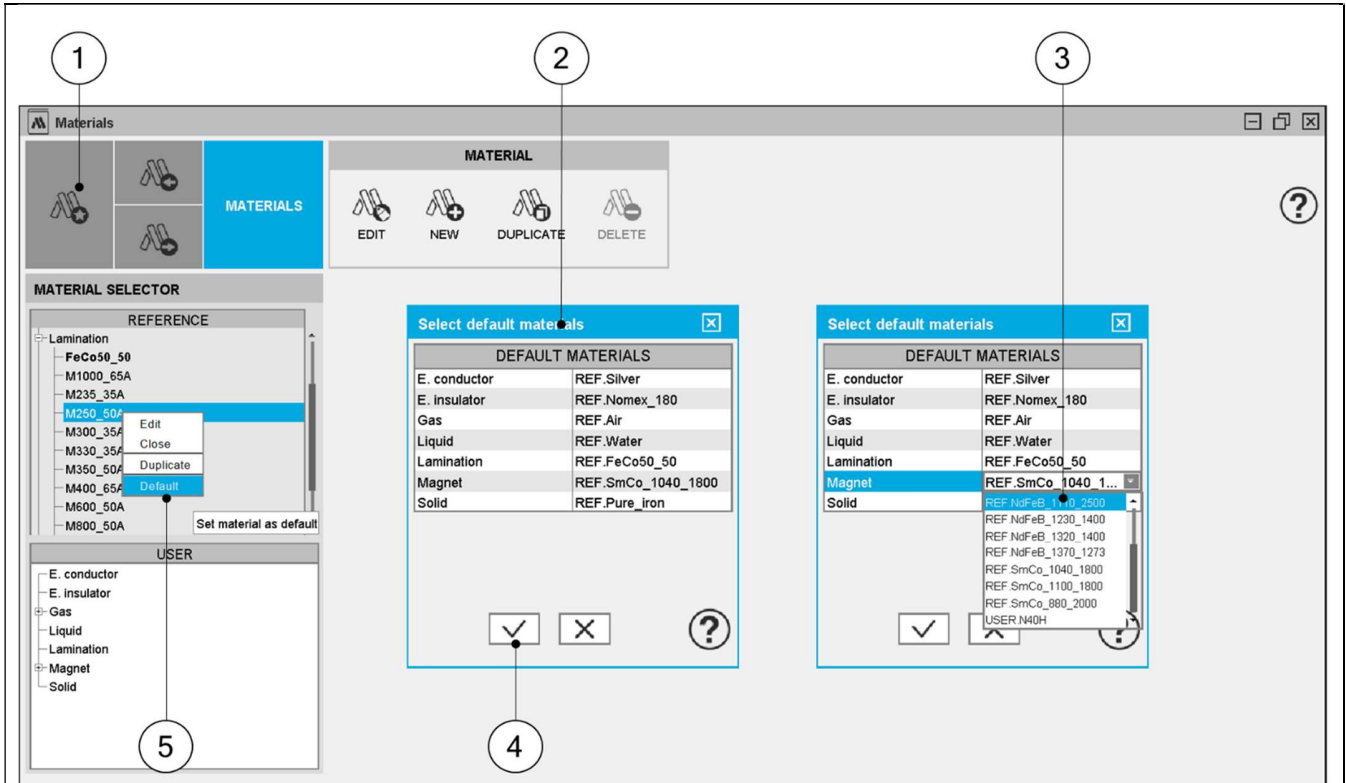 1
2
3
Materials
MATERIALS
MATERIAL
EDIT NEW DUPLICATE DELETE
?
MATERIAL SELECTOR
REFERENCE
Lamination
FeCo50_50
M1000_65A
M235_35A
M250_50A
M300_35A
M330_35A
M350_50A
M400_65A
M600_50A
M800_50A
Edit
Close
Duplicate
Default
Set material as default
USER
E. conductor
E. insulator
Gas
Liquid
Lamination
Magnet
Solid
Select default materials
DEFAULT MATERIALS
E. conductor REF.Silver
E. insulator REF.Nomex_180
Gas REF.Air
Liquid REF.Water
Lamination REF.FeCo50_50
Magnet REF.SmCo_1040_1800
Solid REF.Pure_iron
?
Select default materials
DEFAULT MATERIALS
E. conductor REF.Silver
E. insulator REF.Nomex_180
Gas REF.Air
Liquid REF.Water
Lamination REF.FeCo50_50
Magnet REF.SmCo_1040_1...
Solid
REF.NdFeB_1110_2500
REF.NdFeB_1230_1400
REF.NdFeB_1320_1400
REF.NdFeB_1370_1273
REF.SmCo_1040_1800
REF.SmCo_1100_1800
REF.SmCo_880_2000
USER.N40H
?
5
4